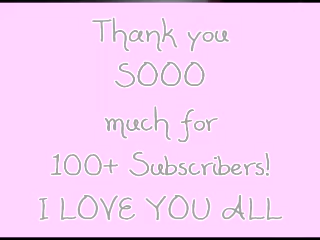 Thank you
SOOO
much for
100+ Subscribers!
I LOVE YOU ALL